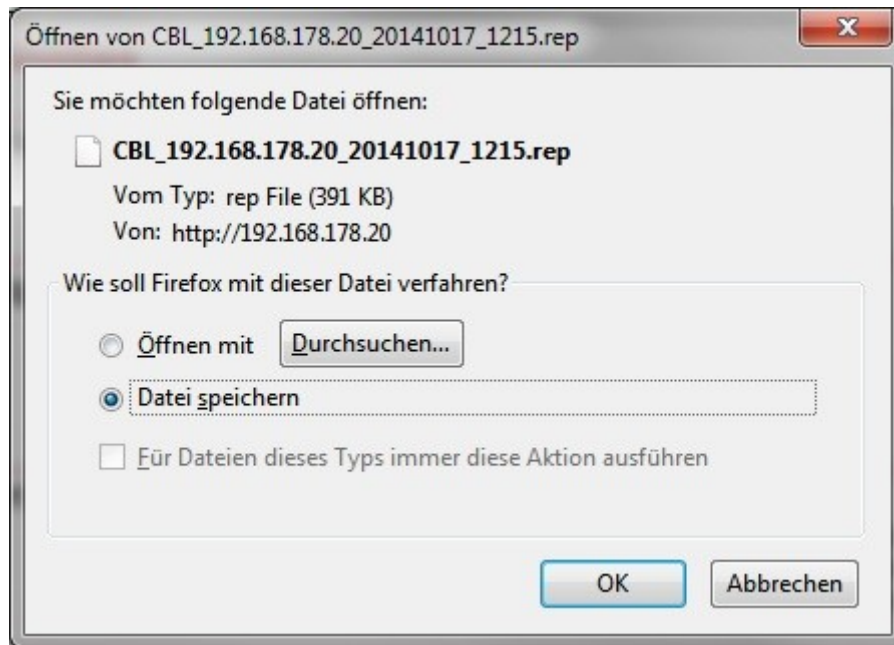 Öffnen von CBL_192.168.178.20_20141017_1215.rep
Sie möchten folgende Datei öffnen:
CBL_192.168.178.20_20141017_1215.rep
Vom Typ: rep File (391 KB)
Von: http://192.168.178.20
Wie soll Firefox mit dieser Datei verfahren?
Öffnen mit Durchsuchen...
Datei speichern
Für Dateien dieses Typs immer diese Aktion ausführen
OK Abbrechen